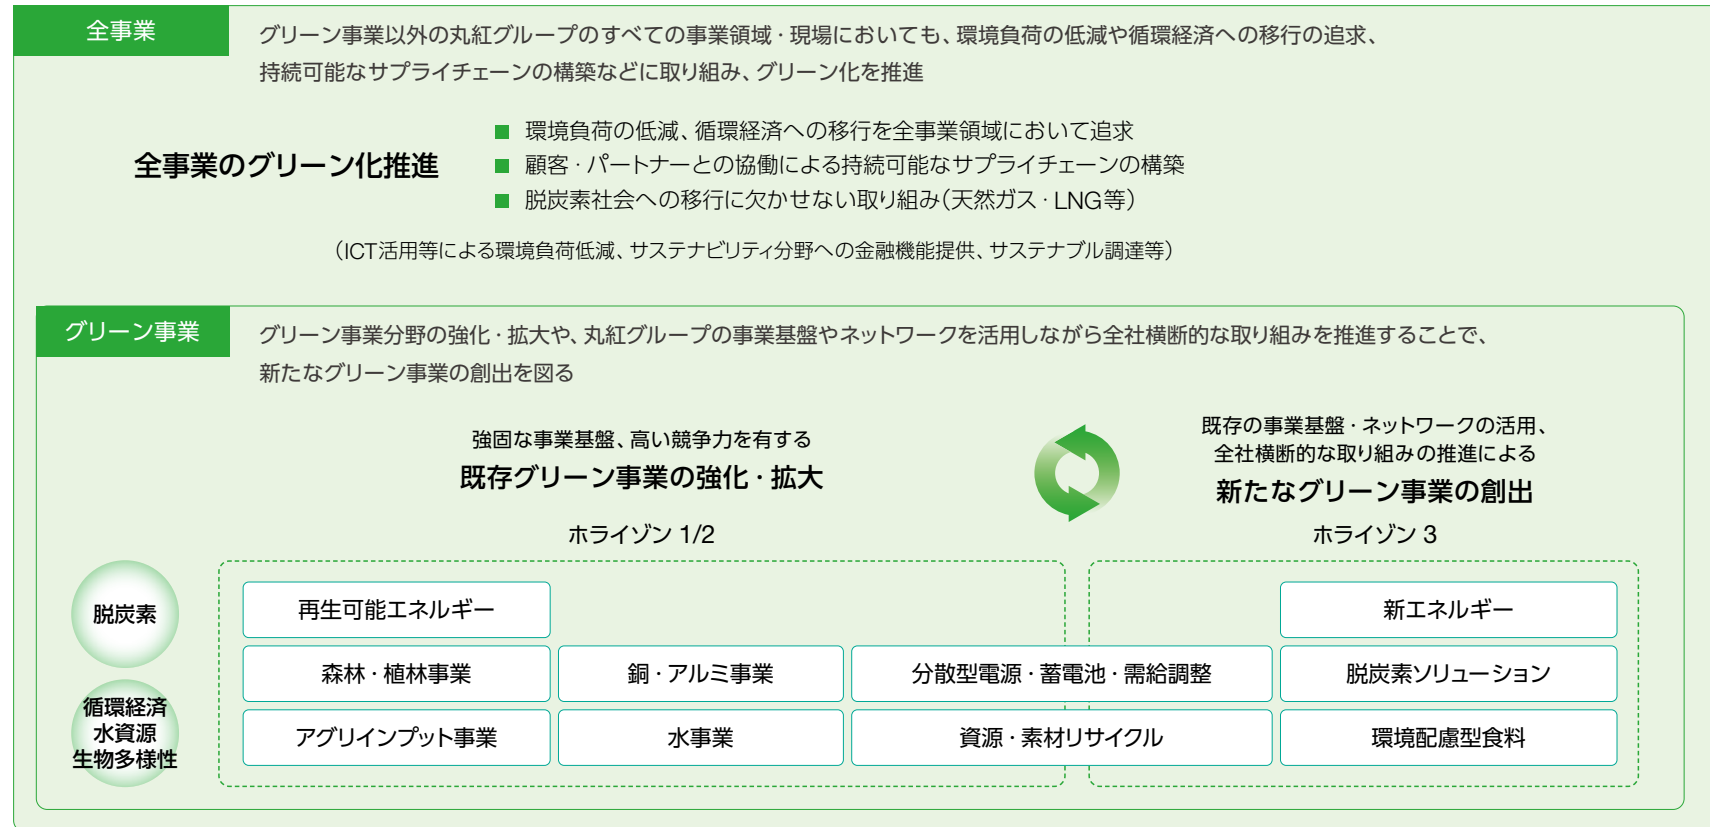 全事業
グリーン事業以外の丸紅グループのすべての事業領域・現場においても、環境負荷の低減や循環経済への移行の追求、
持続可能なサプライチェーンの構築などに取り組み、グリーン化を推進
全事業のグリーン化推進
■ 環境負荷の低減、循環経済への移行を全事業領域において追求
■ 顧客・パートナーとの協働による持続可能なサプライチェーンの構築
■ 脱炭素社会への移行に欠かせない取り組み（天然ガス・LNG等）
（ICT活用等による環境負荷低減、サステナビリティ分野への金融機能提供、サステナブル調達等）
グリーン事業
グリーン事業分野の強化・拡大や、丸紅グループの事業基盤やネットワークを活用しながら全社横断的な取り組みを推進することで、
新たなグリーン事業の創出を図る
強固な事業基盤、高い競争力を有する
既存グリーン事業の強化・拡大
既存の事業基盤・ネットワークの活用、
全社横断的な取り組みの推進による
新たなグリーン事業の創出
ホライゾン 1/2
ホライゾン 3
脱炭素
再生可能エネルギー
新エネルギー
森林・植林事業
銅・アルミ事業
分散型電源・蓄電池・需給調整
脱炭素ソリューション
循環経済
水資源
生物多様性
アグリインプット事業
水事業
資源・素材リサイクル
環境配慮型食料